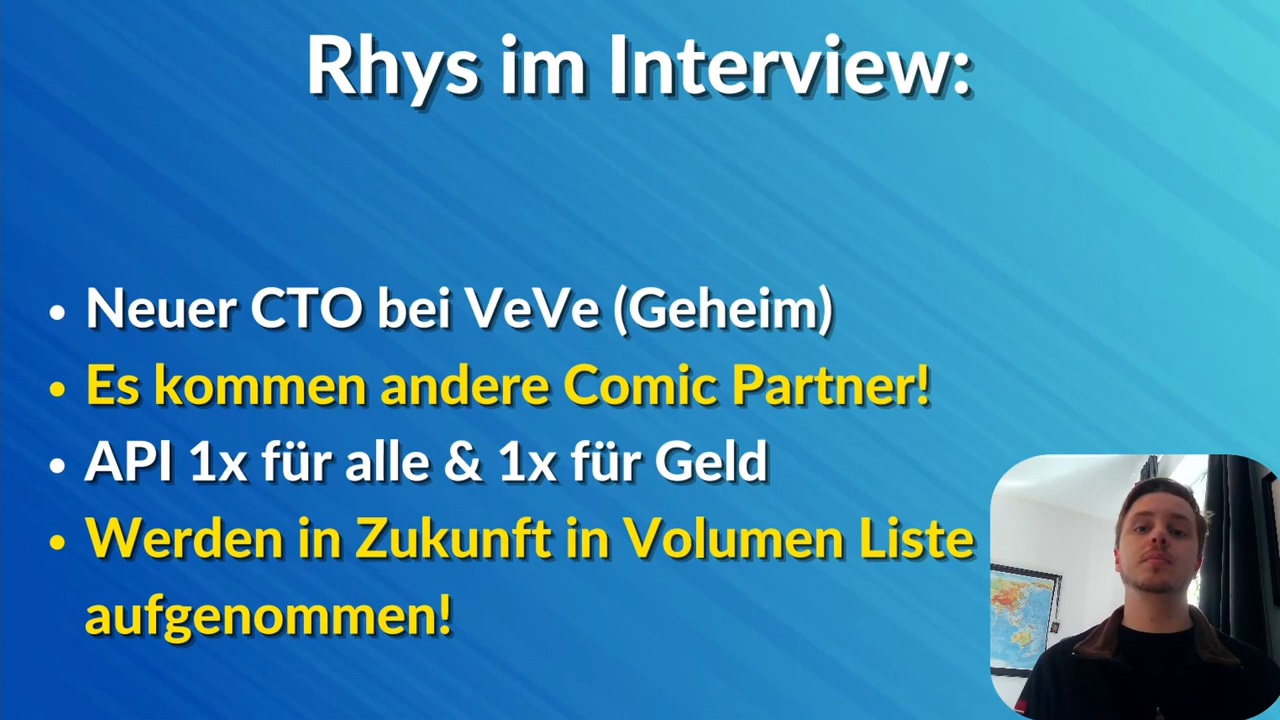 Rhys im Interview:
• Neuer CTO bei VeVe (Geheim)
• Es kommen andere Comic Partner!
• API 1x für alle & 1x für Geld
• Werden in Zukunft in Volumen Liste
aufgenommen!